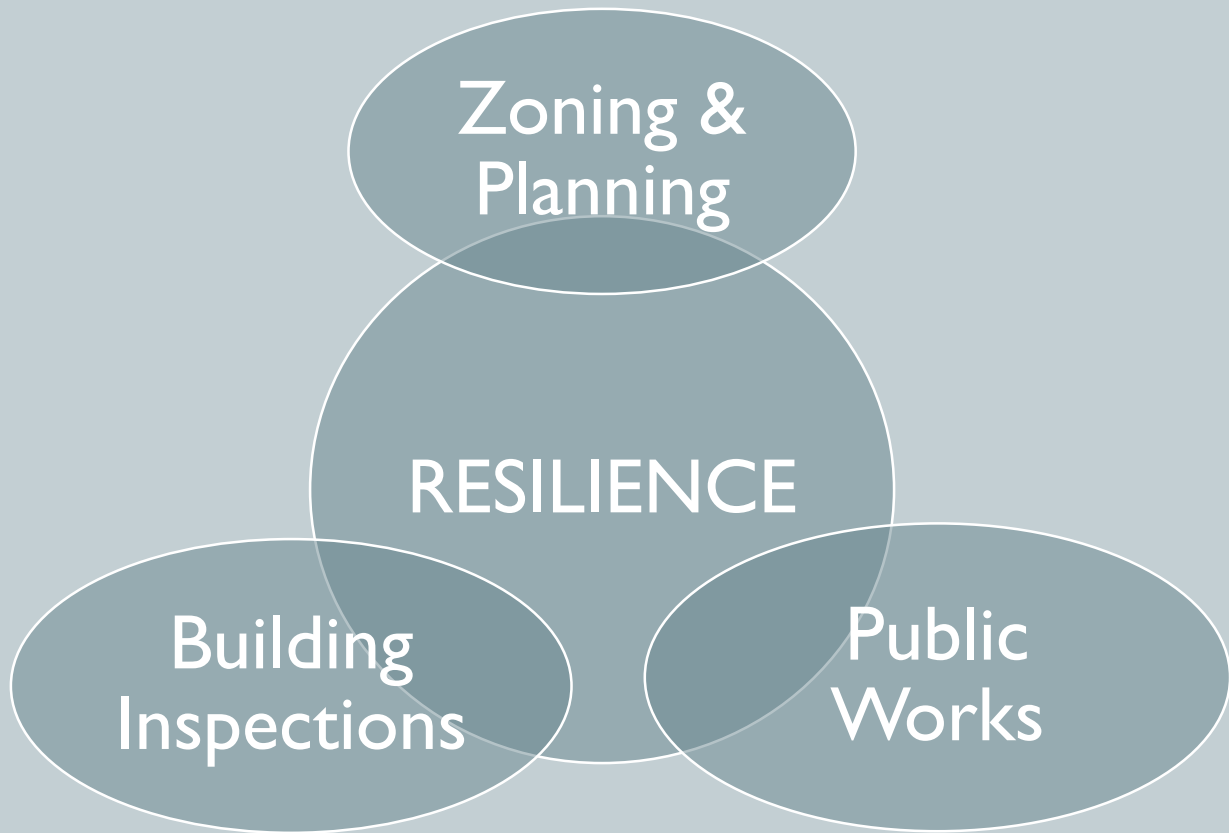 Zoning &
Planning
RESILIENCE
Building
Inspections
Public
Works